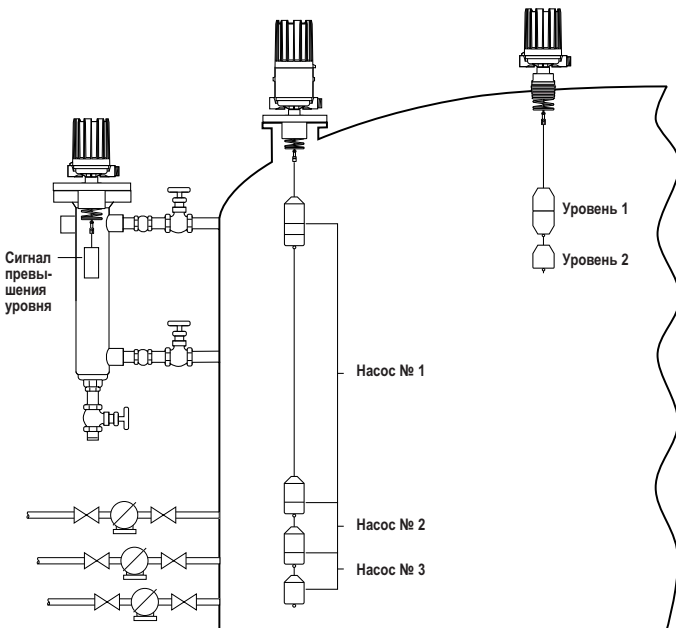 Уровень 1
Уровень 2
Сигнал
превы-
шения
уровня
Насос № 1
Насос № 2
Насос № 3